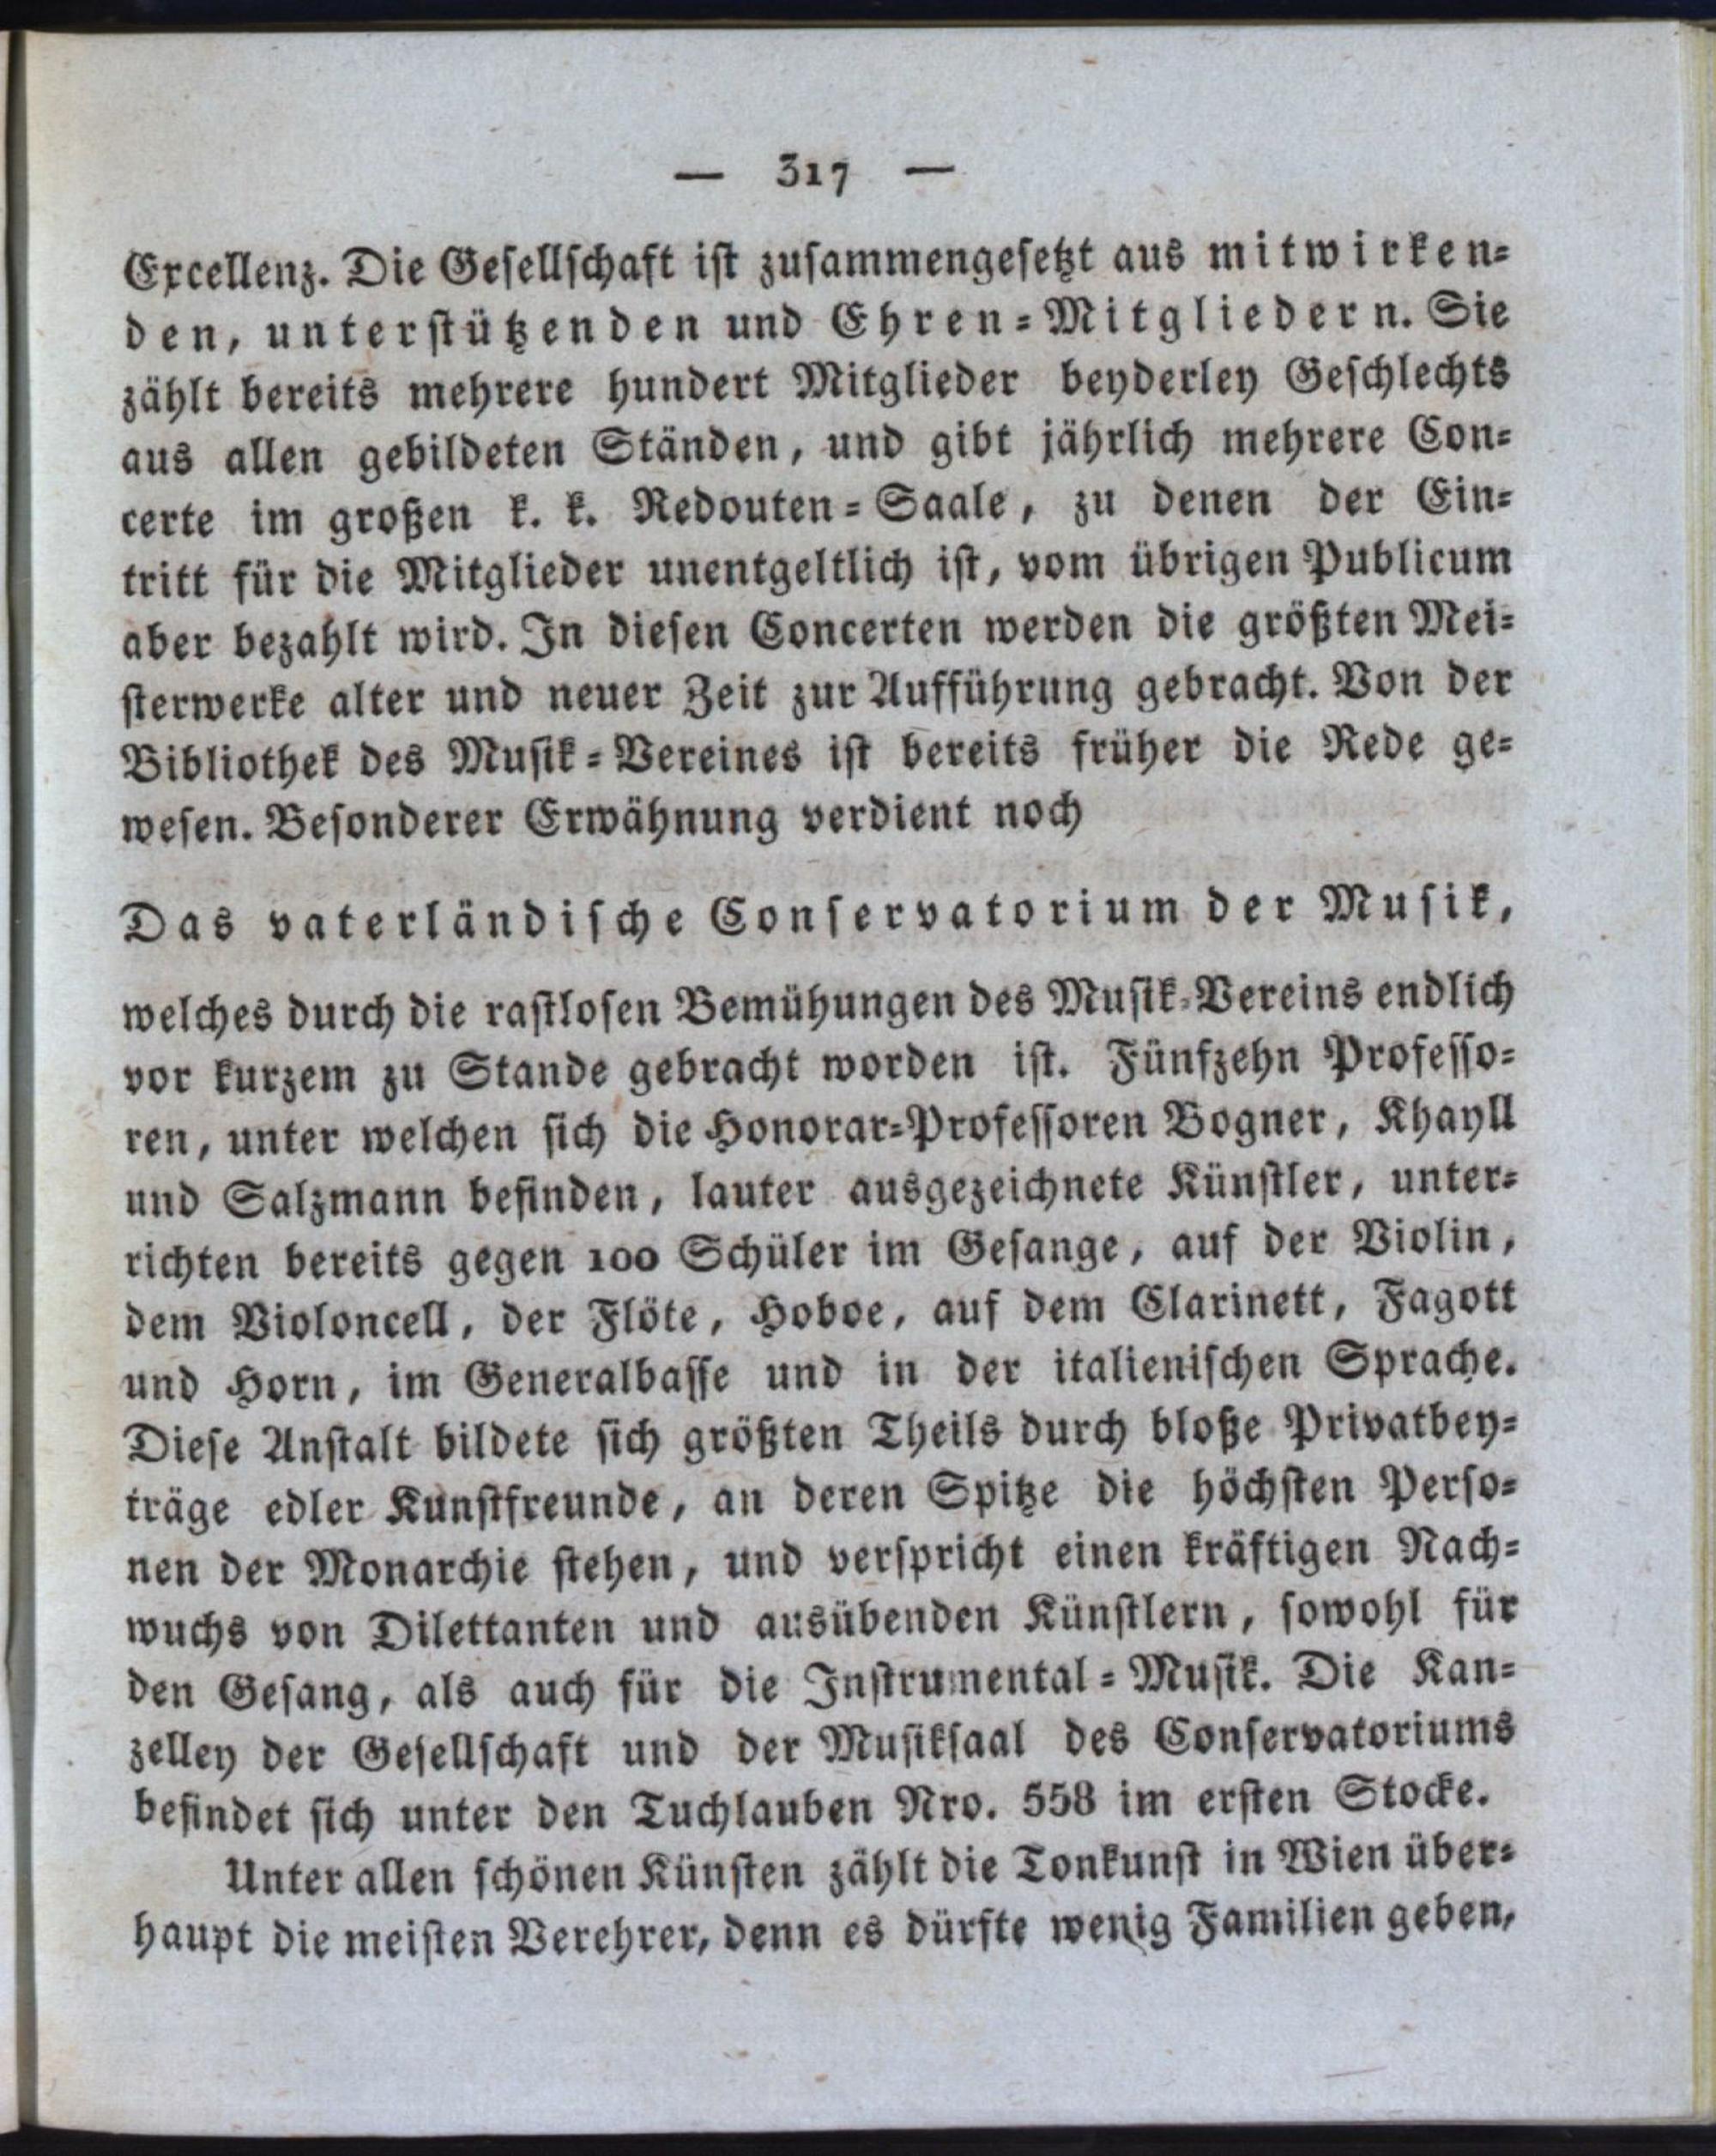 — 317 —
Excellenz. Die Gesellschaft ist zusammengesetzt aus mitwirken-
den, unterstützenden und Ehren-Mitgliedern. Sie
zählt bereits mehrere hundert Mitglieder beyderley Geschlechts
aus allen gebildeten Ständen, und gibt jährlich mehrere Con-
certe im großen k. k. Redouten-Saale, zu denen der Ein-
tritt für die Mitglieder unentgeltlich ist, vom übrigen Publicum
aber bezahlt wird. In diesen Concerten werden die größten Mei-
sterwerke alter und neuer Zeit zur Aufführung gebracht. Von der
Bibliothek des Musik-Vereines ist bereits früher die Rede ge-
wesen. Besonderer Erwähnung verdient noch
Das vaterländische Conservatorium der Musik,
welches durch die rastlosen Bemühungen des Musik-Vereins endlich
vor kurzem zu Stande gebracht worden ist. Fünfzehn Professo-
ren, unter welchen sich die Honorar-Professoren Bogner, Khayll
und Salzmann befinden, lauter ausgezeichnete Künstler, unter-
richten bereits gegen 100 Schüler im Gesange, auf der Violin,
dem Violoncell, der Flöte, Hoboe, auf dem Clarinett, Fagott
und Horn, im Generalbasse und in der italienischen Sprache.
Diese Anstalt bildete sich größten Theils durch bloße Privatbey-
träge edler Kunstfreunde, an deren Spitze die höchsten Perso-
nen der Monarchie stehen, und verspricht einen kräftigen Nach-
wuchs von Dilettanten und ausübenden Künstlern, sowohl für
den Gesang, als auch für die Instrumental-Musik. Die Kan-
zelley der Gesellschaft und der Musiksaal des Conservatoriums
befindet sich unter den Tuchlauben Nro. 558 im ersten Stocke.
Unter allen schönen Künsten zählt die Tonkunst in Wien über-
haupt die meisten Verehrer, denn es dürfte wenig Familien geben,